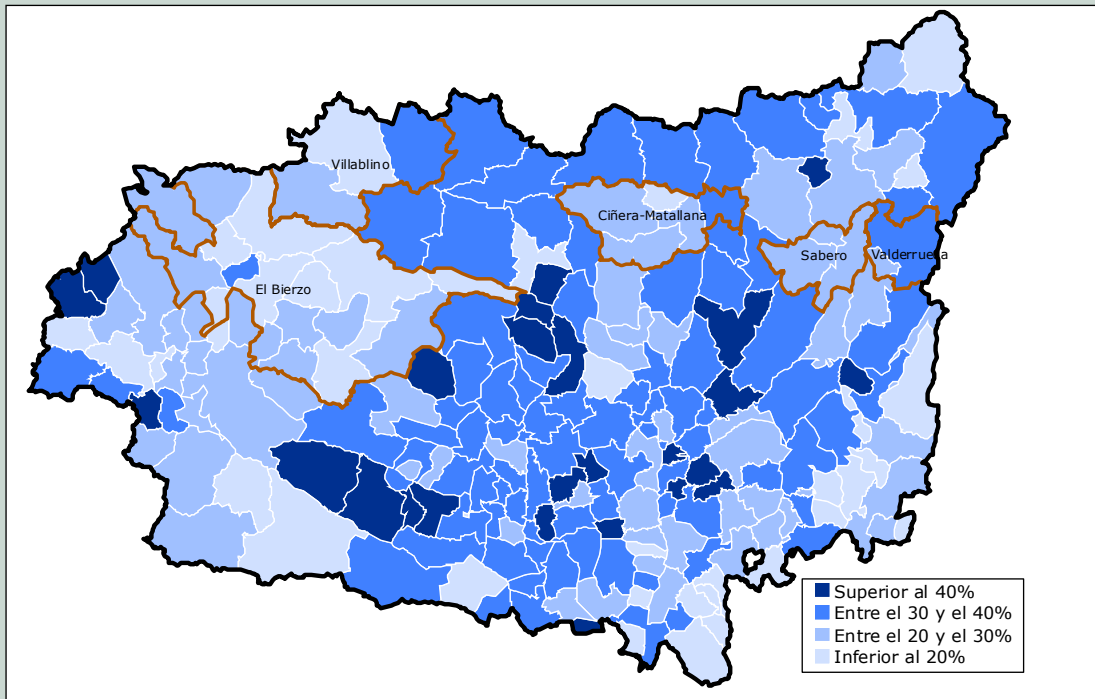 Villablino
Ciñera-Matallana
Sabero
Valderrueda
El Bierzo
Superior al 40%
Entre el 30 y el 40%
Entre el 20 y el 30%
Inferior al 20%